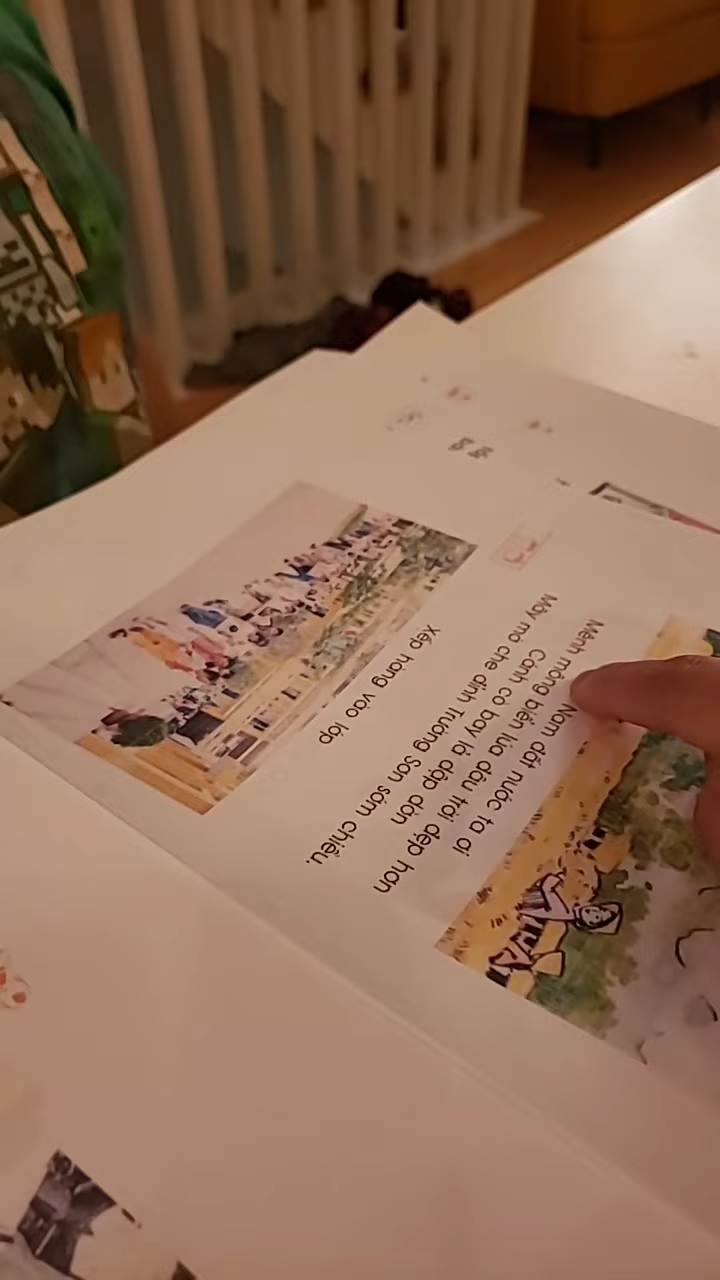 Nam đất nước ta ơi
Mênh mông biển lúa đâu trời đẹp hơn
Cánh cò bay lả dập dờn
Mây mờ che đỉnh Trường Sơn sớm chiều.
Xếp hàng vào lớp